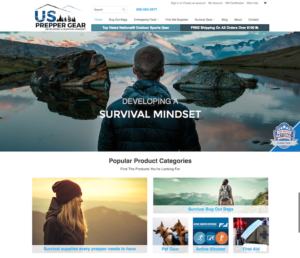 US
PREPPER GEAR
Search
Home
Bug Out Bags
Emergency Food
First Aid Supplies
Survival Gear
Blog
About
Contact
Top Rated National Outdoor Sports Gear
FREE Shipping On All Orders Over $100
DEVELOPING A
SURVIVAL MINDSET
Popular Product Categories
Find The Products You're Looking For
Survival supplies every prepper needs to have
Survival Bug Out Bags
Pet Gear
Active Shooter
First Aid